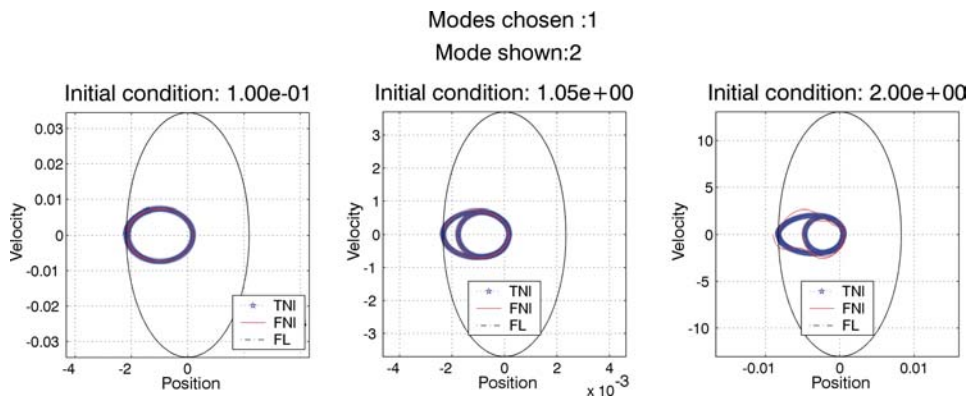 Modes chosen :1
Mode shown:2
Initial condition: 1.00e-01
0.03
0.02
0.01
0
-0.01
-0.02
-0.03
Velocity
TNI
FNI
FL
-4 -2 0
Position
Initial condition: 1.05e+00
3
2
1
0
-1
-2
-3
Velocity
TNI
FNI
FL
-4 -2 0 2 4
Position
x 10⁻³
Initial condition: 2.00e+00
10
5
0
-5
-10
Velocity
TNI
FNI
FL
-0.01 0 0.01
Position